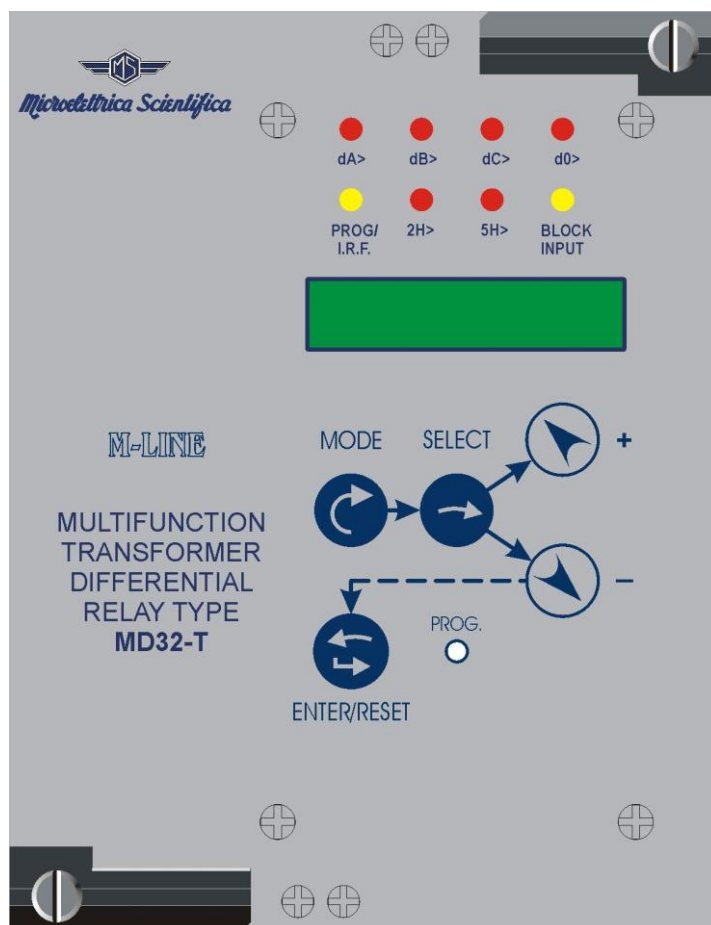 MS
Microelettrica Scientifica
dA> dB> dC> d0>
PROG/ 2H> 5H> BLOCK
I.R.F. INPUT
M-LINE
MODE SELECT +
MULTIFUNCTION
TRANSFORMER
DIFFERENTIAL
RELAY TYPE
MD32-T
–
PROG.
ENTER/RESET